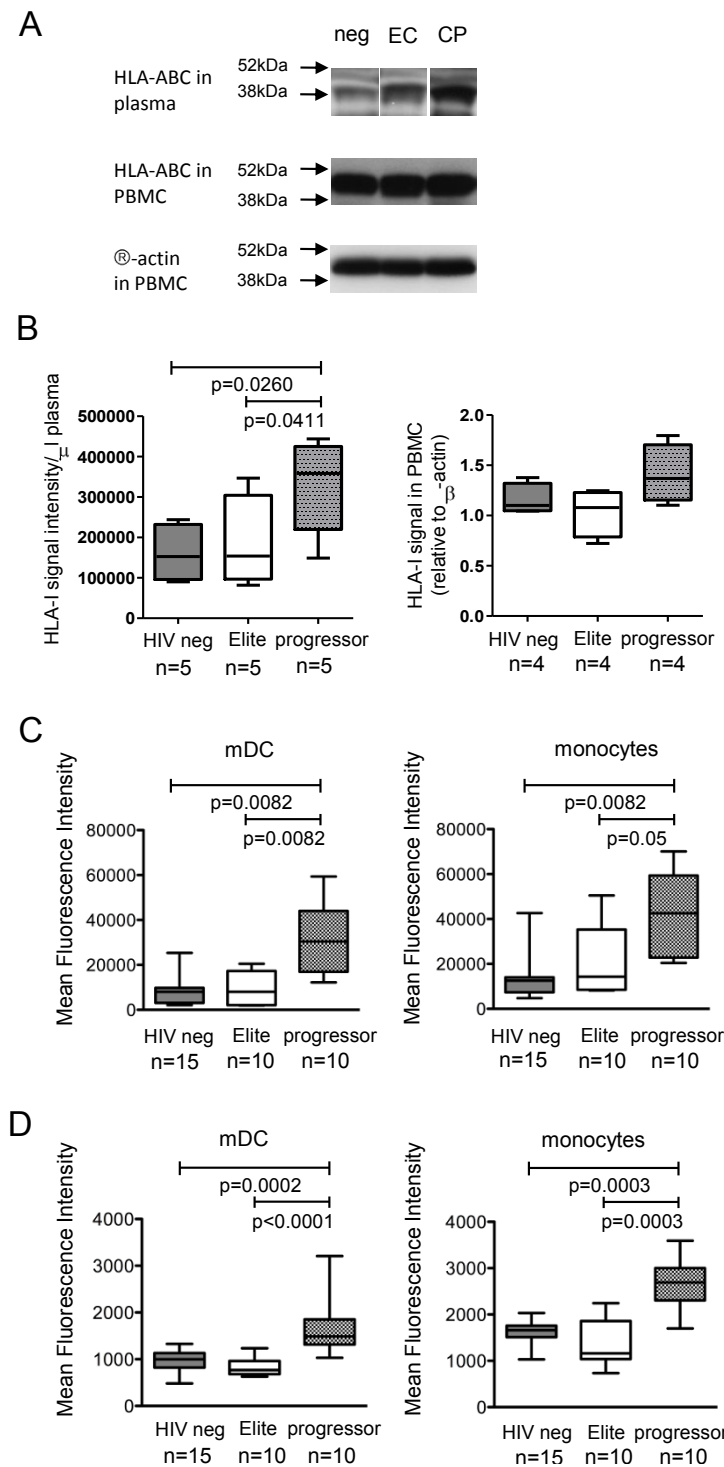 A
neg EC CP
HLA-ABC in plasma
52kDa
38kDa
HLA-ABC in PBMC
52kDa
38kDa
®-actin in PBMC
52kDa
38kDa
B
p=0.0260
p=0.0411
HLA-I signal intensity/_l plasma
μ
500000
400000
300000
200000
100000
0
HIV neg Elite progressor
n=5 n=5 n=5
HLA-I signal in PBMC
(relative to β-actin)
2.0
1.5
1.0
0.5
0.0
HIV neg Elite progressor
n=4 n=4 n=4
C
mDC
p=0.0082
p=0.0082
Mean Fluorescence Intensity
80000
60000
40000
20000
0
HIV neg Elite progressor
n=15 n=10 n=10
monocytes
p=0.0082
p=0.05
Mean Fluorescence Intensity
80000
60000
40000
20000
0
HIV neg Elite progressor
n=15 n=10 n=10
D
mDC
p=0.0002
p<0.0001
Mean Fluorescence Intensity
4000
3000
2000
1000
0
HIV neg Elite progressor
n=15 n=10 n=10
monocytes
p=0.0003
p=0.0003
Mean Fluorescence Intensity
4000
3000
2000
1000
0
HIV neg Elite progressor
n=15 n=10 n=10